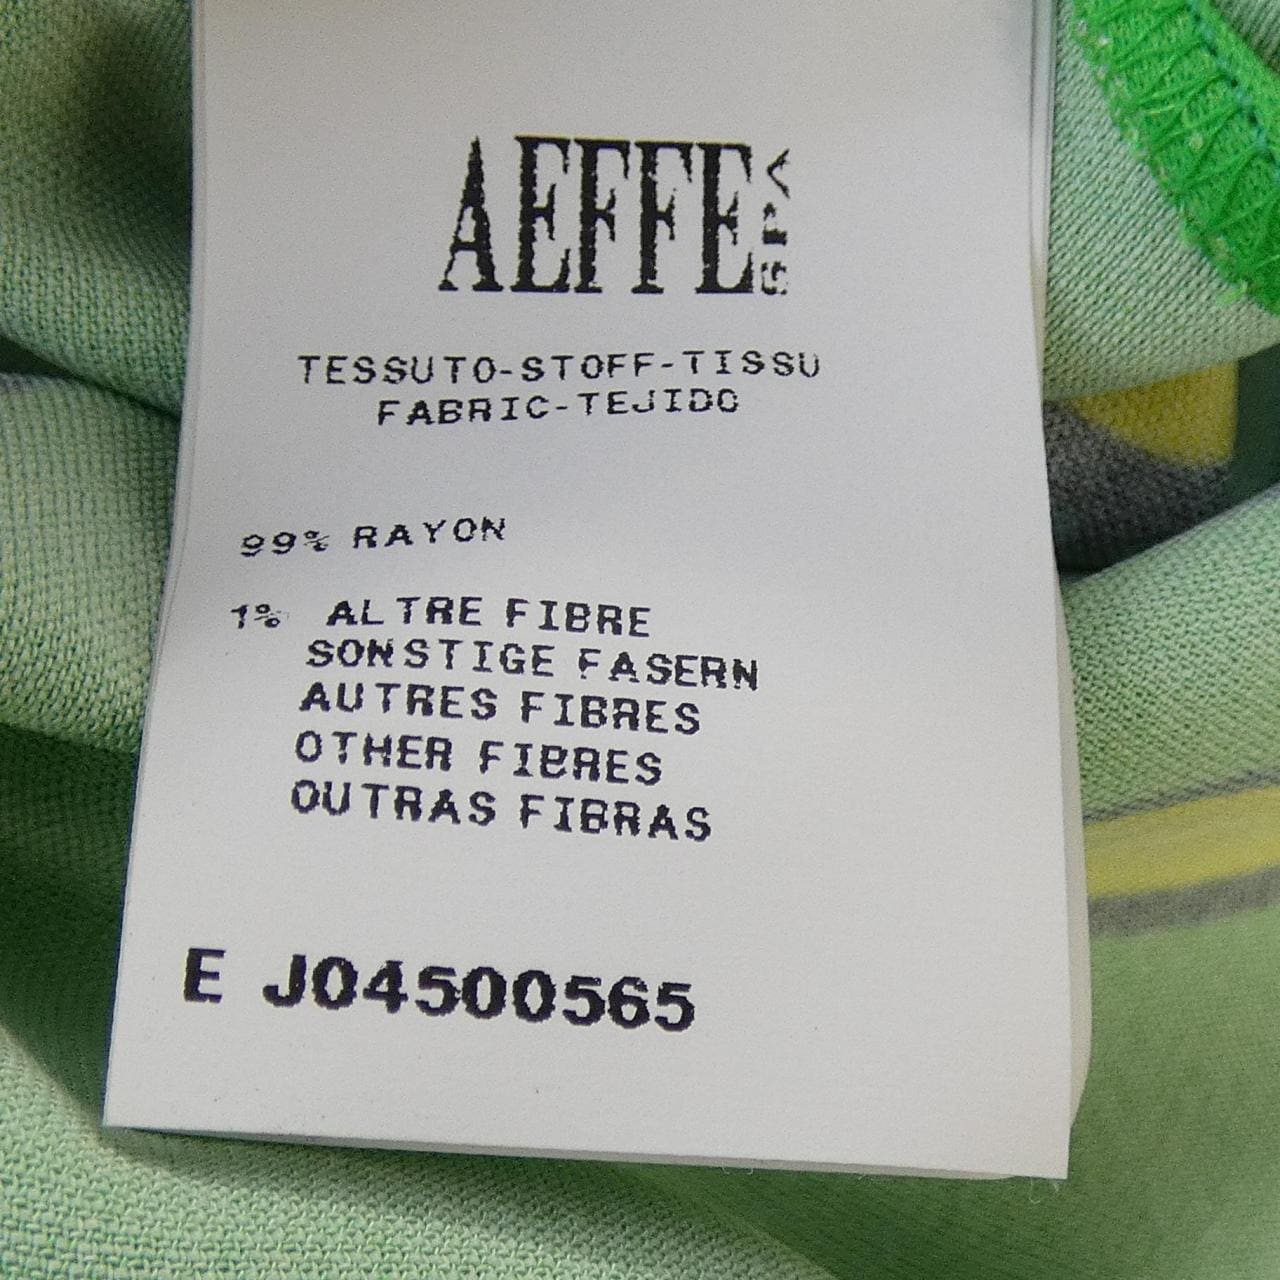 AEFFE SPA
TESSUTO-STOFF-TISSU
FABRIC-TEJIDO
99% RAYON
1% ALTRE FIBRE
SONSTIGE FASERN
AUTRES FIBRES
OTHER FIBRES
OUTRAS FIBRAS
E J04500565